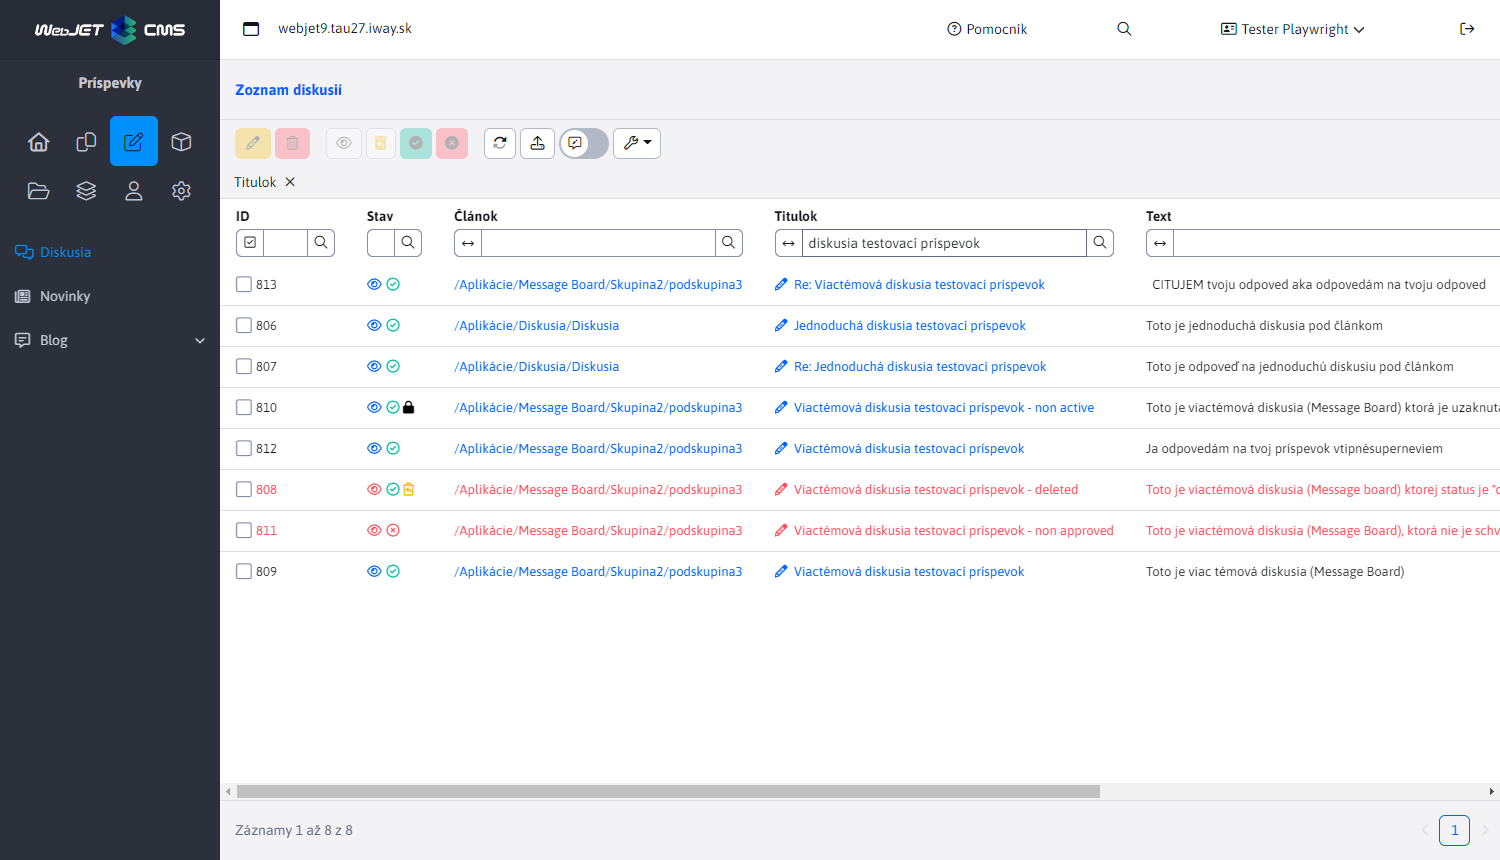 WebJET CMS
webjet9.tau27.iway.sk
Pomocník
Tester Playwright
Príspevky
Diskusia
Novinky
Blog
Zoznam diskusií
Titulok
ID Stav Článok Titulok Text
diskusia testovací príspevok
813 /Aplikácie/Message Board/Skupina2/podskupina3 Re: Viactémová diskusia testovací príspevok CITUJEM tvoju odpoved aka odpovedám na tvoju odpoved
806 /Aplikácie/Diskusia/Diskusia Jednoduchá diskusia testovací príspevok Toto je jednoduchá diskusia pod článkom
807 /Aplikácie/Diskusia/Diskusia Re: Jednoduchá diskusia testovací príspevok Toto je odpoveď na jednoduchú diskusiu pod článkom
810 /Aplikácie/Message Board/Skupina2/podskupina3 Viactémová diskusia testovací príspevok - non active Toto je viactémová diskusia (Message Board) ktorá je uzaknuta
812 /Aplikácie/Message Board/Skupina2/podskupina3 Viactémová diskusia testovací príspevok Ja odpovedám na tvoj príspevok vtipnésuperneviem
808 /Aplikácie/Message Board/Skupina2/podskupina3 Viactémová diskusia testovací príspevok - deleted Toto je viactémová diskusia (Message board) ktorej status je
811 /Aplikácie/Message Board/Skupina2/podskupina3 Viactémová diskusia testovací príspevok - non approved Toto je viactémová diskusia (Message Board), ktorá nie je schv
809 /Aplikácie/Message Board/Skupina2/podskupina3 Viactémová diskusia testovací príspevok Toto je viac témová diskusia (Message Board)
Záznamy 1 až 8 z 8
1